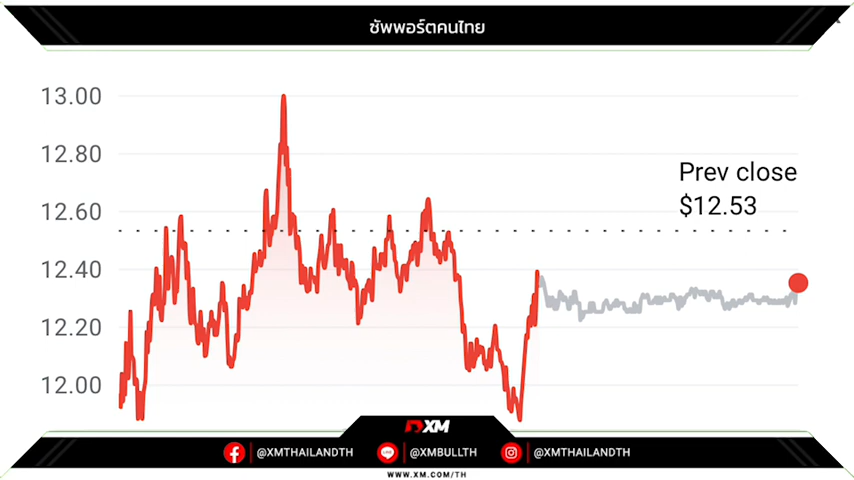 ซัพพอร์ตคนไทย
13.00
12.80
Prev close
12.60
$12.53
12.40
12.20
12.00
XM
@XMTHAILANDTH
@XMBULLTH
@XMTHAILANDTH
WWW.XM.COM/TH